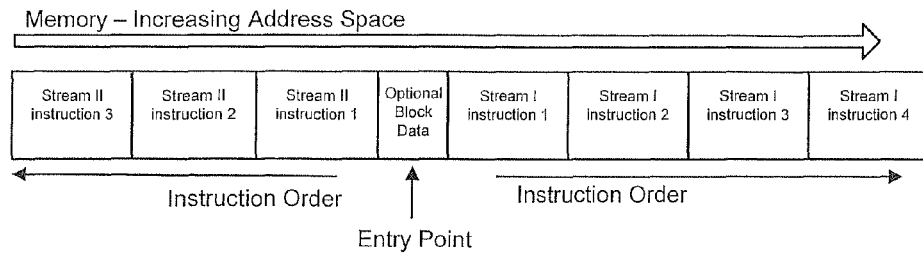 Memory – Increasing Address Space
Stream II
instruction 3
Stream II
instruction 2
Stream II
instruction 1
Optional
Block
Data
Stream I
instruction 1
Stream I
Instruction 2
Stream I
instruction 3
Stream I
instruction 4
Instruction Order
Instruction Order
Entry Point